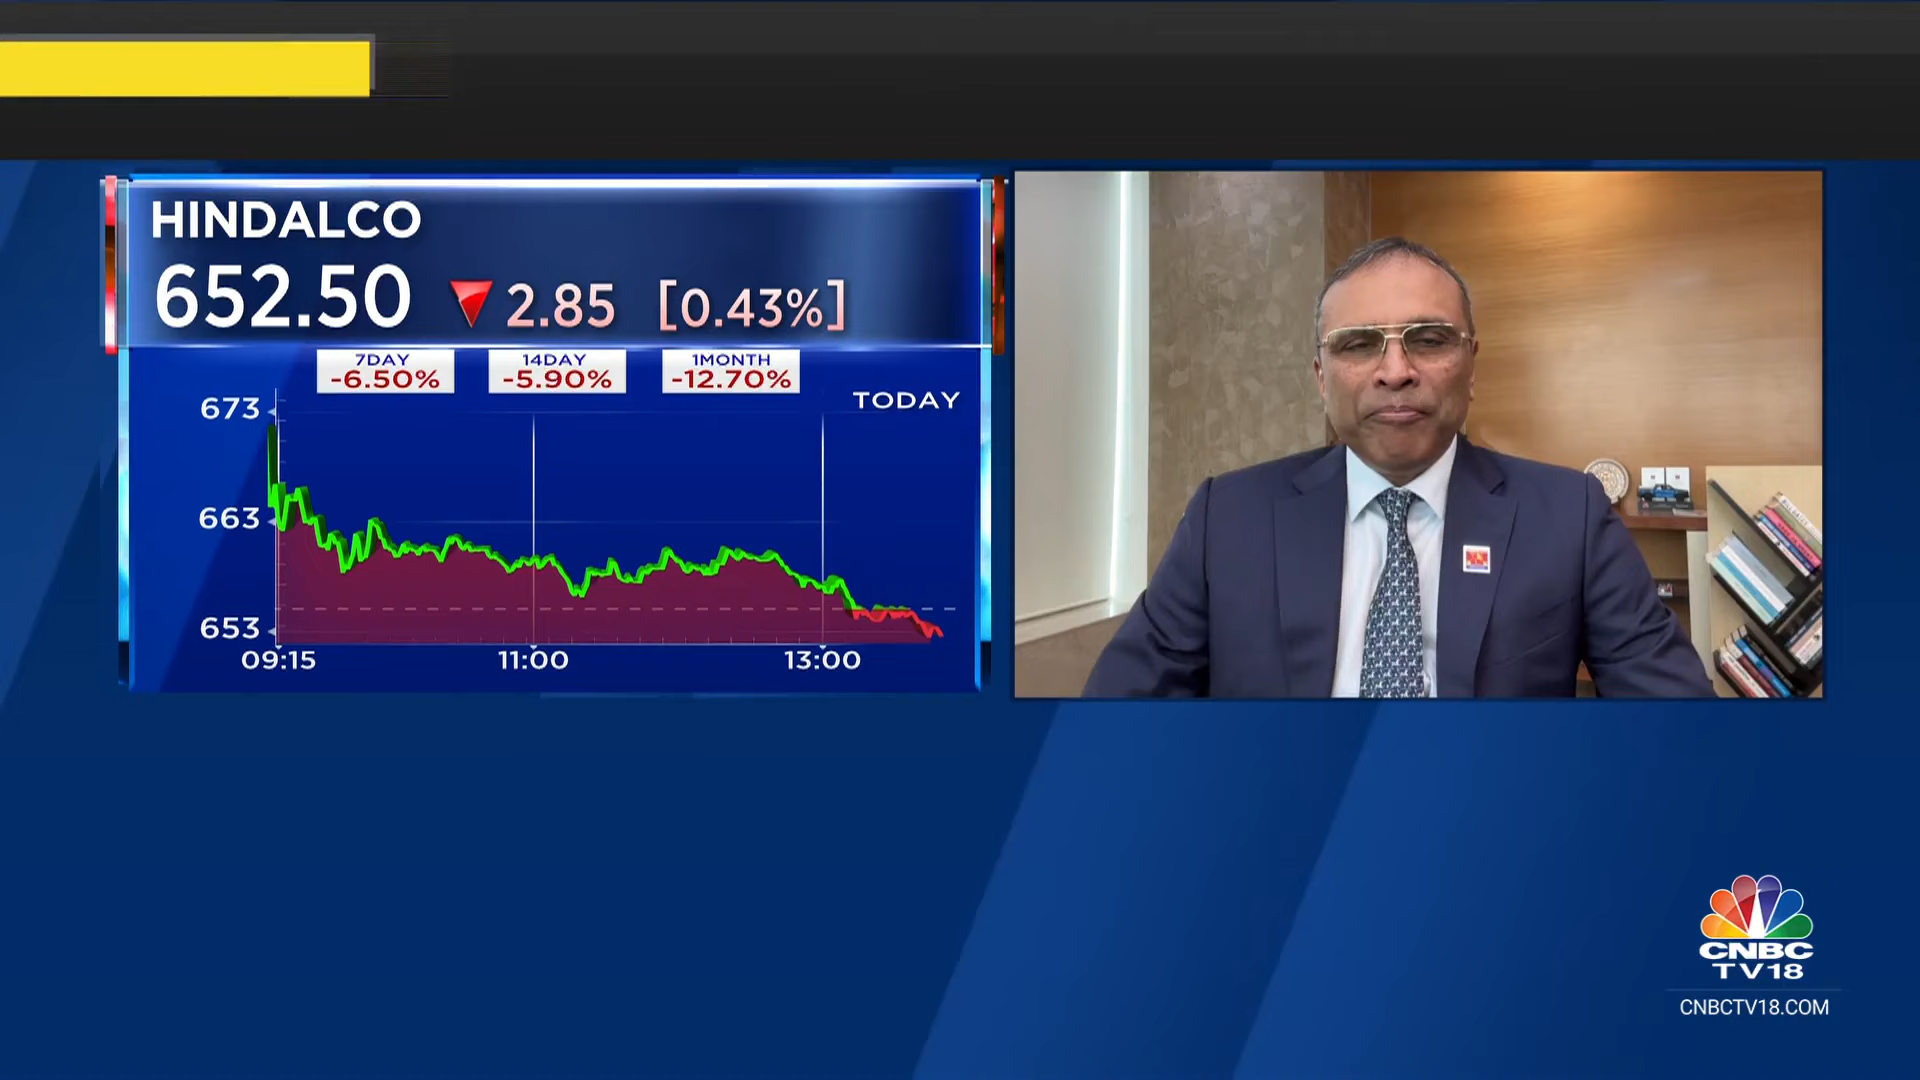 HINDALCO
652.50 ▼ 2.85 [0.43%]
7DAY 14DAY 1MONTH
-6.50% -5.90% -12.70%
TODAY
673
663
653
09:15 11:00 13:00
CNBC
TV18
CNBCTV18.COM